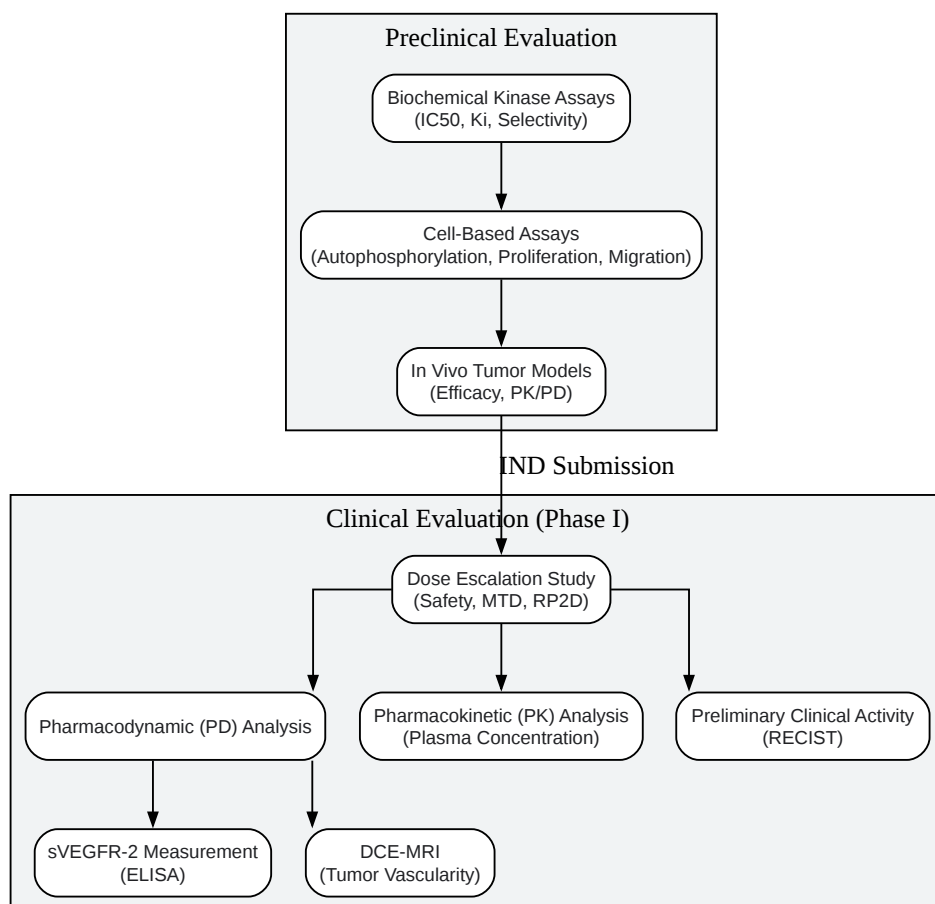 Preclinical Evaluation
Biochemical Kinase Assays
(IC50, Ki, Selectivity)
Cell-Based Assays
(Autophosphorylation, Proliferation, Migration)
In Vivo Tumor Models
(Efficacy, PK/PD)
IND Submission
Clinical Evaluation (Phase I)
Dose Escalation Study
(Safety, MTD, RP2D)
Pharmacodynamic (PD) Analysis
Pharmacokinetic (PK) Analysis
(Plasma Concentration)
Preliminary Clinical Activity
(RECIST)
sVEGFR-2 Measurement
(ELISA)
DCE-MRI
(Tumor Vascularity)